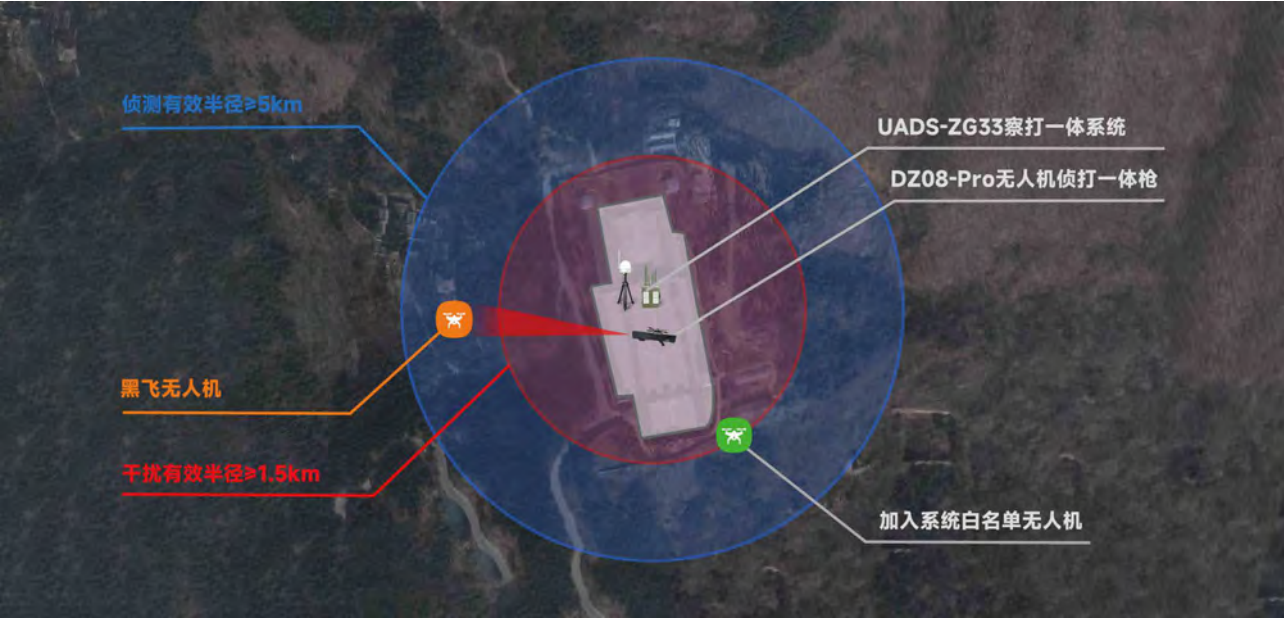 侦测有效半径≥5km
UADS-ZG33察打一体系统
DZ08-Pro无人机侦打一体枪
黑飞无人机
干扰有效半径≥1.5km
加入系统白名单无人机